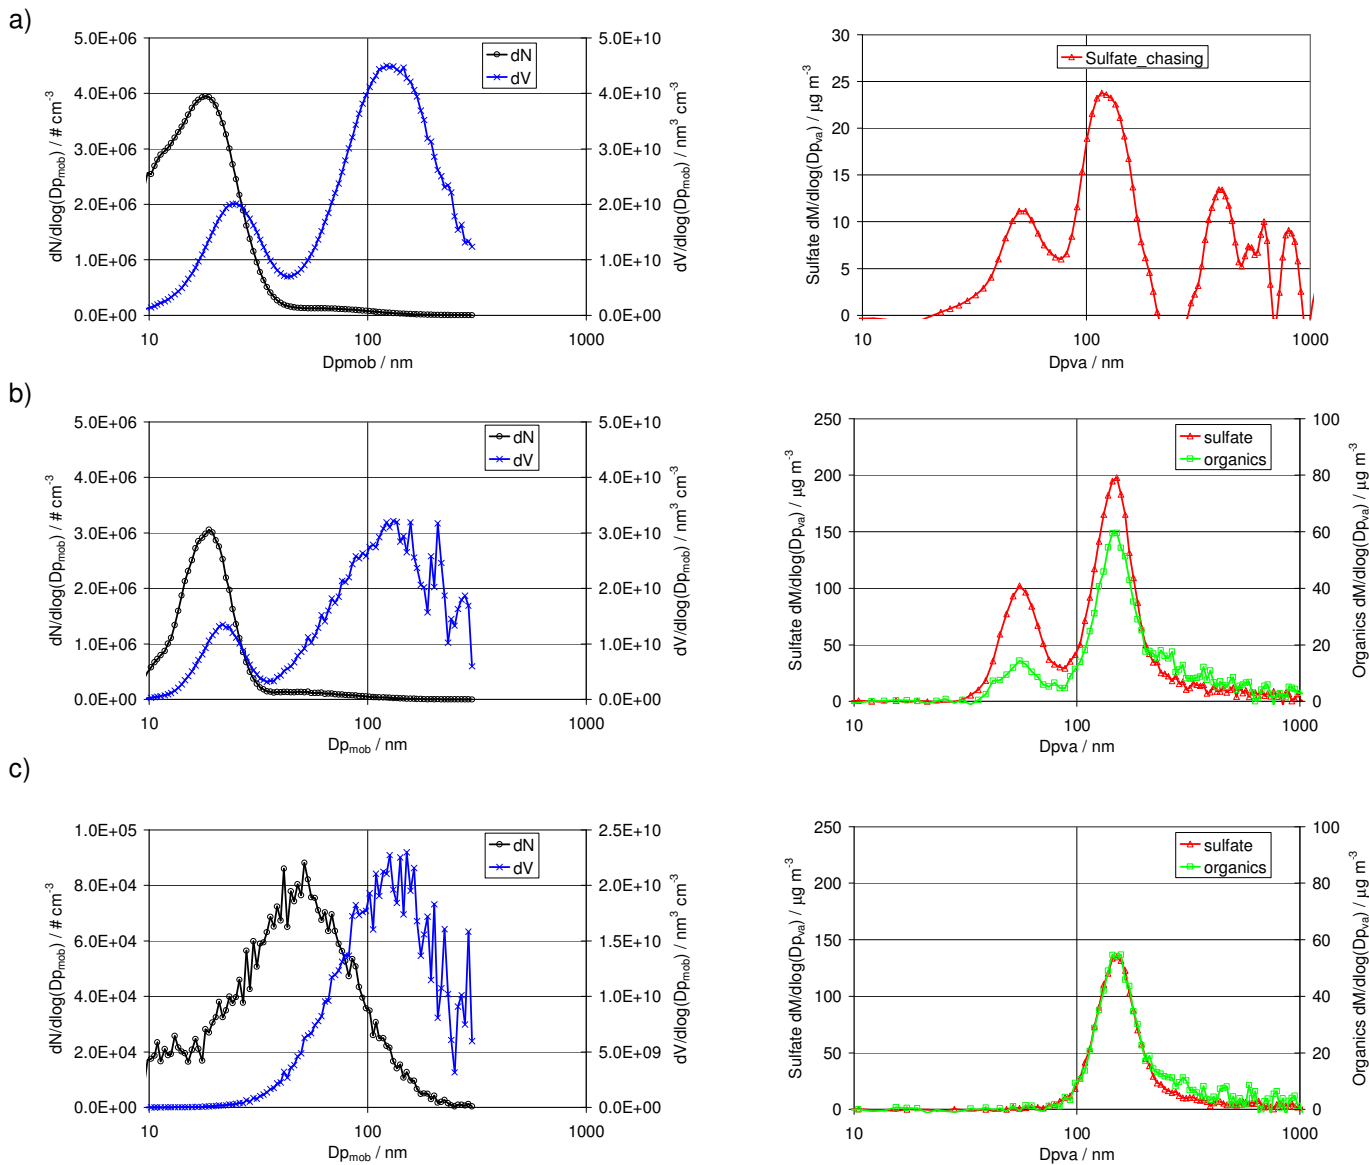 a)
dN/dlog(Dpmob) / # cm-3
5.0E+06
4.0E+06
3.0E+06
2.0E+06
1.0E+06
0.0E+00
dN
dV
5.0E+10
4.0E+10
3.0E+10
2.0E+10
1.0E+10
0.0E+00
dV/dlog(Dpmob) / nm3 cm-3
10 100 1000
Dpmob / nm
Sulfate dM/dlog(Dpva) / µg m-3
30
25
20
15
10
5
0
Sulfate_chasing
10 100 1000
Dpva / nm
b)
dN/dlog(Dpmob) / # cm-3
5.0E+06
4.0E+06
3.0E+06
2.0E+06
1.0E+06
0.0E+00
dN
dV
5.0E+10
4.0E+10
3.0E+10
2.0E+10
1.0E+10
0.0E+00
dV/dlog(Dpmob) / nm3 cm-3
10 100 1000
Dpmob / nm
Sulfate dM/dlog(Dpva) / µg m-3
250
200
150
100
50
0
sulfate
organics
100
80
60
40
20
0
Organics dM/dlog(Dpva) / µg m-3
10 100 1000
Dpva / nm
c)
dN/dlog(Dpmob) / # cm-3
1.0E+05
8.0E+04
6.0E+04
4.0E+04
2.0E+04
0.0E+00
dN
dV
2.5E+10
2.0E+10
1.5E+10
1.0E+10
5.0E+09
0.0E+00
dV/dlog(Dpmob) / nm3 cm-3
10 100 1000
Dpmob / nm
Sulfate dM/dlog(Dpva) / µg m-3
250
200
150
100
50
0
sulfate
organics
100
80
60
40
20
0
Organics dM/dlog(Dpva) / µg m-3
10 100 1000
Dpva / nm